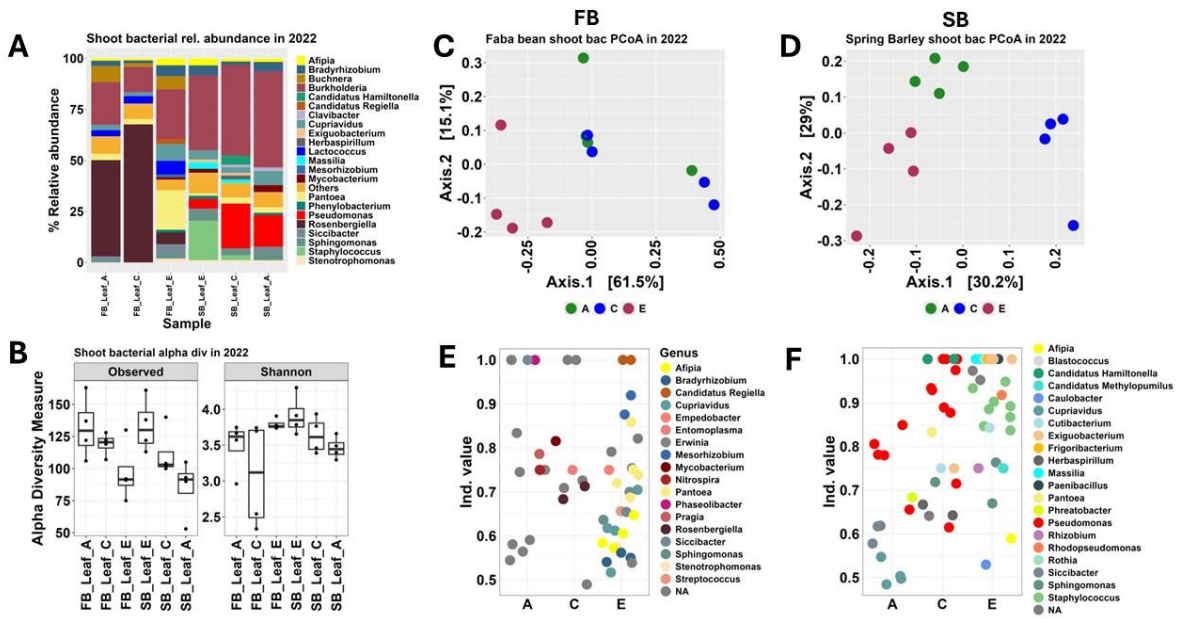 FB
SB
A
Shoot bacterial rel. abundance in 2022
% Relative abundance
100
75
50
25
0
FB_Leaf_A
FB_Leaf_C
FB_Leaf_E
SB_Leaf_E
SB_Leaf_C
SB_Leaf_A
Sample
Afipia
Bradyrhizobium
Buchnera
Burkholderia
Candidatus Hamiltonella
Candidatus Regiella
Clavibacter
Cupriavidus
Exiguobacterium
Herbaspirillum
Lactococcus
Massilia
Mesorhizobium
Mycobacterium
Others
Pantoea
Phenylobacterium
Pseudomonas
Rosenbergiella
Siccibacter
Sphingomonas
Staphylococcus
Stenotrophomonas
C
Faba bean shoot bac PCoA in 2022
Axis.2 [15.1%]
0.3
0.2
0.1
0.0
-0.1
-0.2
-0.25
0.00
0.25
0.50
Axis.1 [61.5%]
A C E
D
Spring Barley shoot bac PCoA in 2022
Axis.2 [29%]
0.2
0.1
0.0
-0.1
-0.2
-0.3
-0.2
-0.1
0.0
0.1
0.2
Axis.1 [30.2%]
A C E
B
Shoot bacterial alpha div in 2022
Observed
Shannon
Alpha Diversity Measure
150
125
100
75
50
4.0
3.5
3.0
2.5
FB_Leaf_A
FB_Leaf_C
FB_Leaf_E
SB_Leaf_E
SB_Leaf_C
SB_Leaf_A
FB_Leaf_A
FB_Leaf_C
FB_Leaf_E
SB_Leaf_E
SB_Leaf_C
SB_Leaf_A
E
Ind. value
1.0
0.9
0.8
0.7
0.6
0.5
A C E
Genus
Afipia
Bradyrhizobium
Candidatus Regiella
Cupriavidus
Empedobacter
Entomoplasma
Erwinia
Mesorhizobium
Mycobacterium
Nitrospira
Pantoea
Phaseolibacter
Pragia
Rosenbergiella
Siccibacter
Sphingomonas
Stenotrophomonas
Streptococcus
NA
F
Ind. value
1.0
0.9
0.8
0.7
0.6
0.5
A C E
Afipia
Blastococcus
Candidatus Hamiltonella
Candidatus Methylopumilus
Caulobacter
Cupriavidus
Cutibacterium
Exiguobacterium
Frigoribacterium
Herbaspirillum
Massilia
Paenibacillus
Pantoea
Phreatobacter
Pseudomonas
Rhizobium
Rhodopseudomonas
Rothia
Siccibacter
Sphingomonas
Staphylococcus
NA